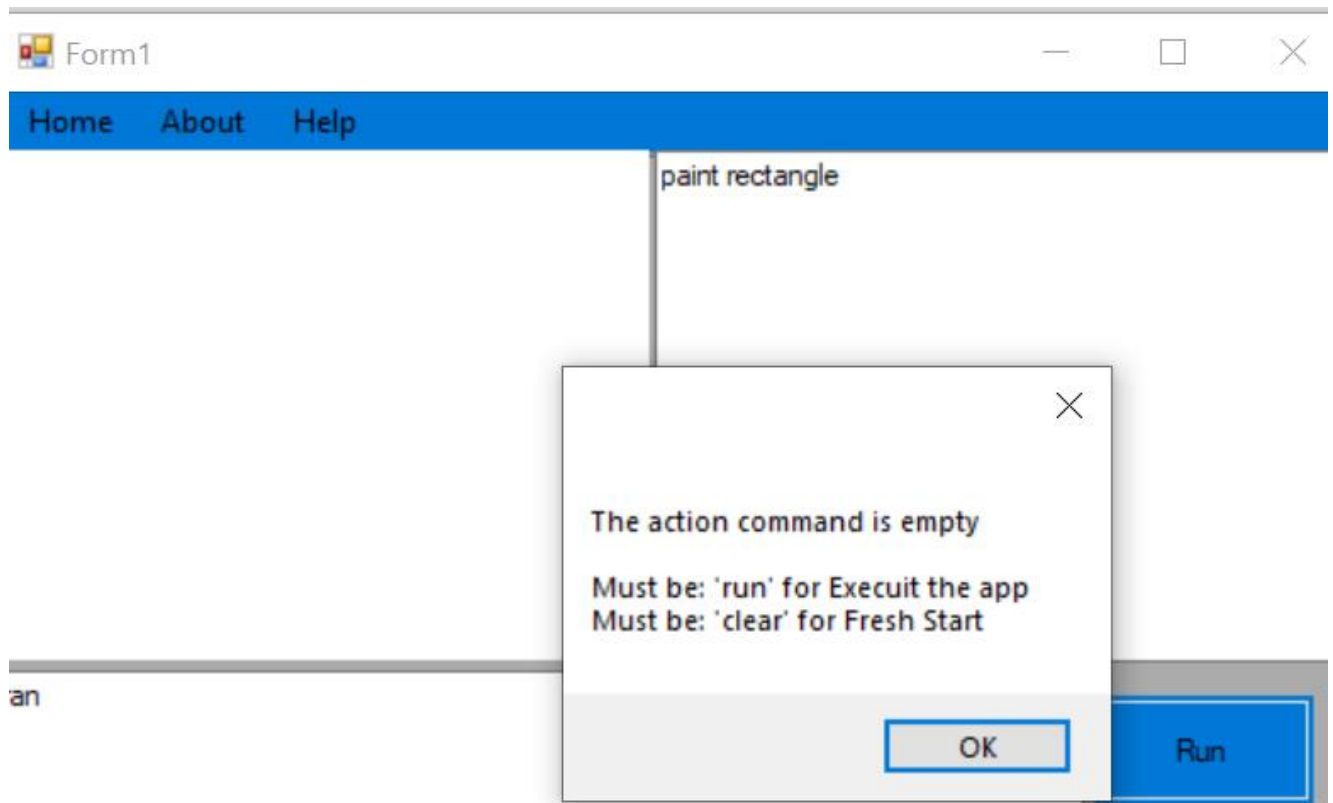 Form1
Home About Help
paint rectangle
The action command is empty
Must be: 'run' for Execuit the app
Must be: 'clear' for Fresh Start
an
OK
Run